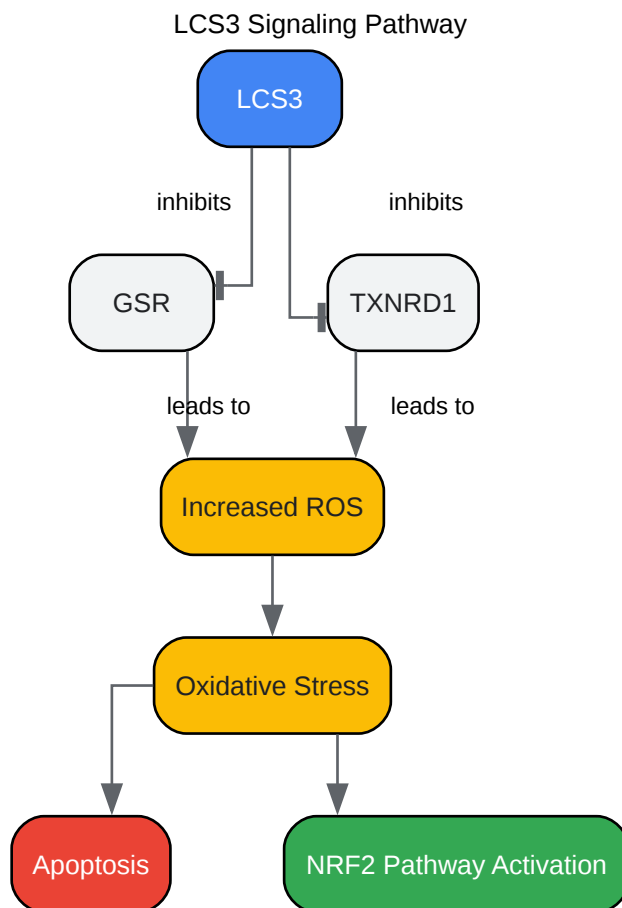 LCS3 Signaling Pathway
LCS3
inhibits
inhibits
GSR
TXNRD1
leads to
leads to
Increased ROS
Oxidative Stress
Apoptosis
NRF2 Pathway Activation